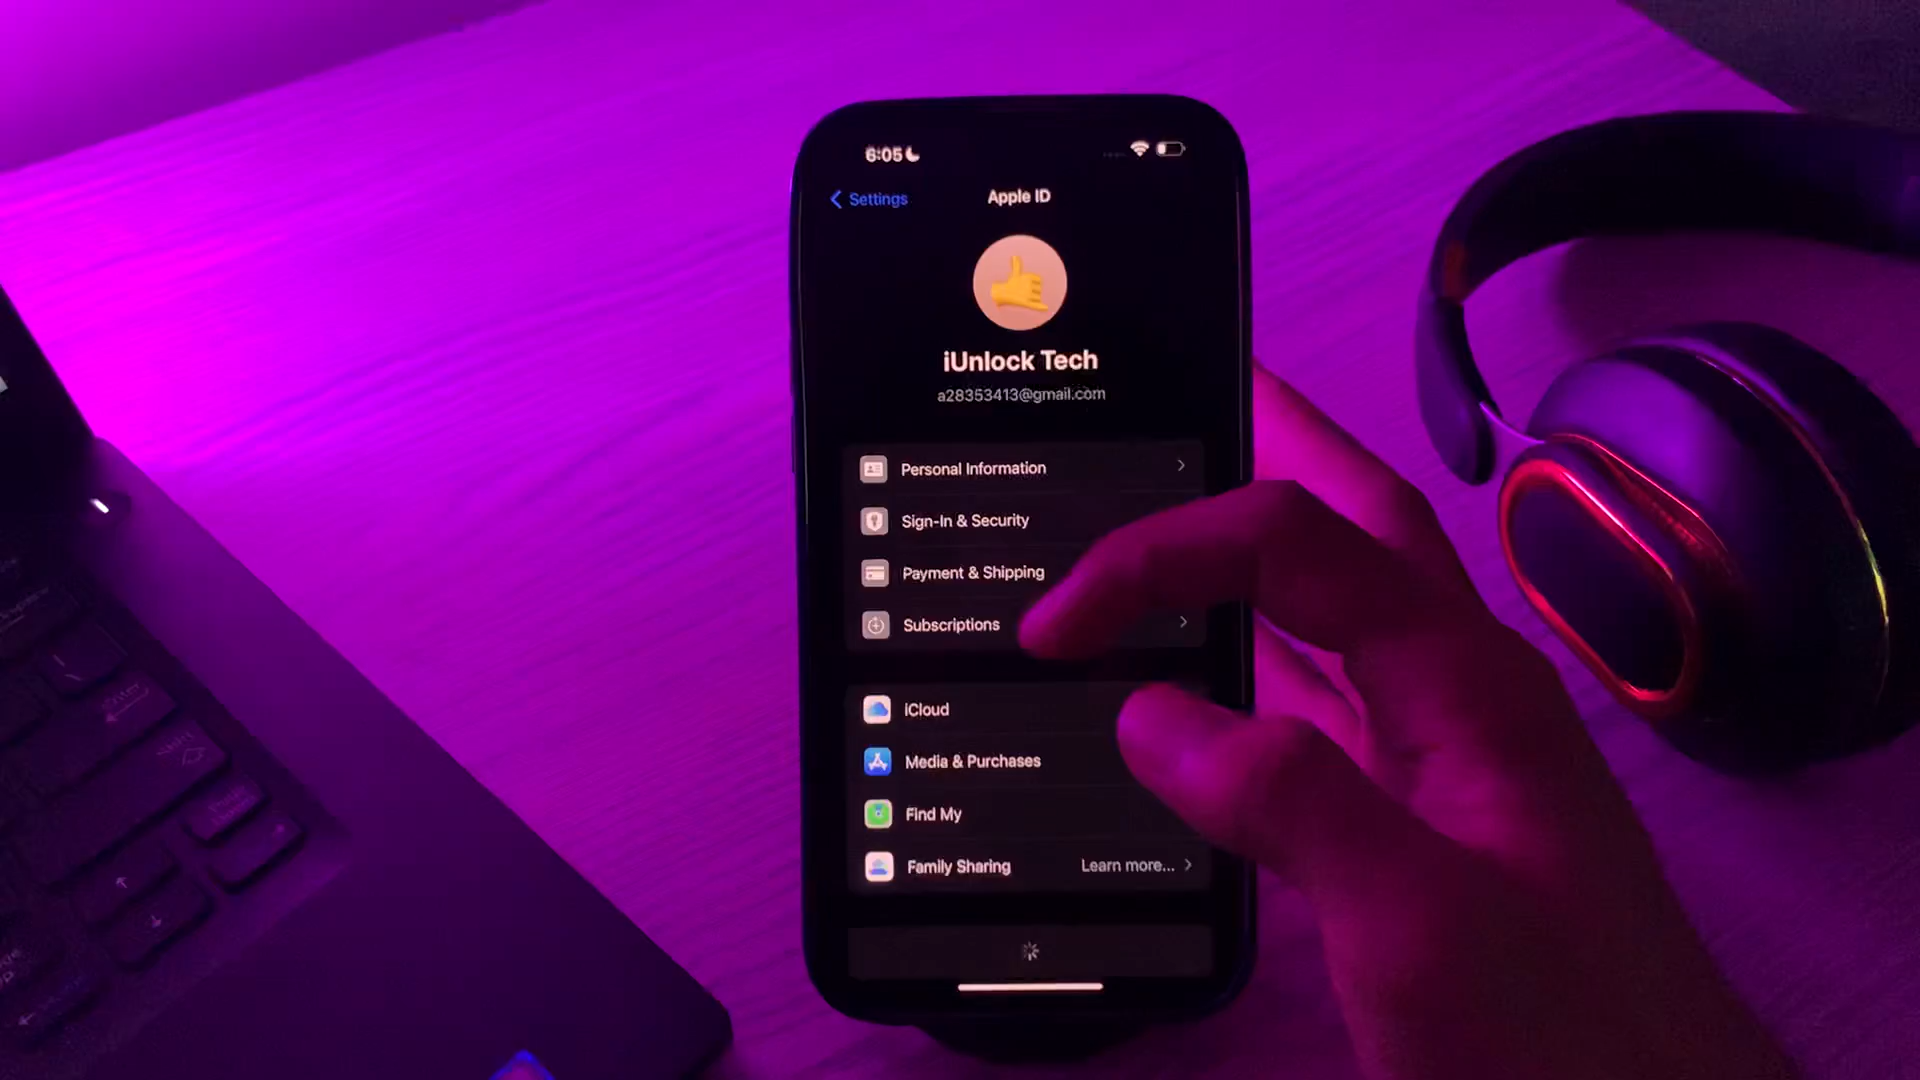 6:05
Settings
Apple ID
iUnlock Tech
a28353413@gmail.com
Personal Information
Sign-In & Security
Payment & Shipping
Subscriptions
iCloud
Media & Purchases
Find My
Family Sharing Learn more...